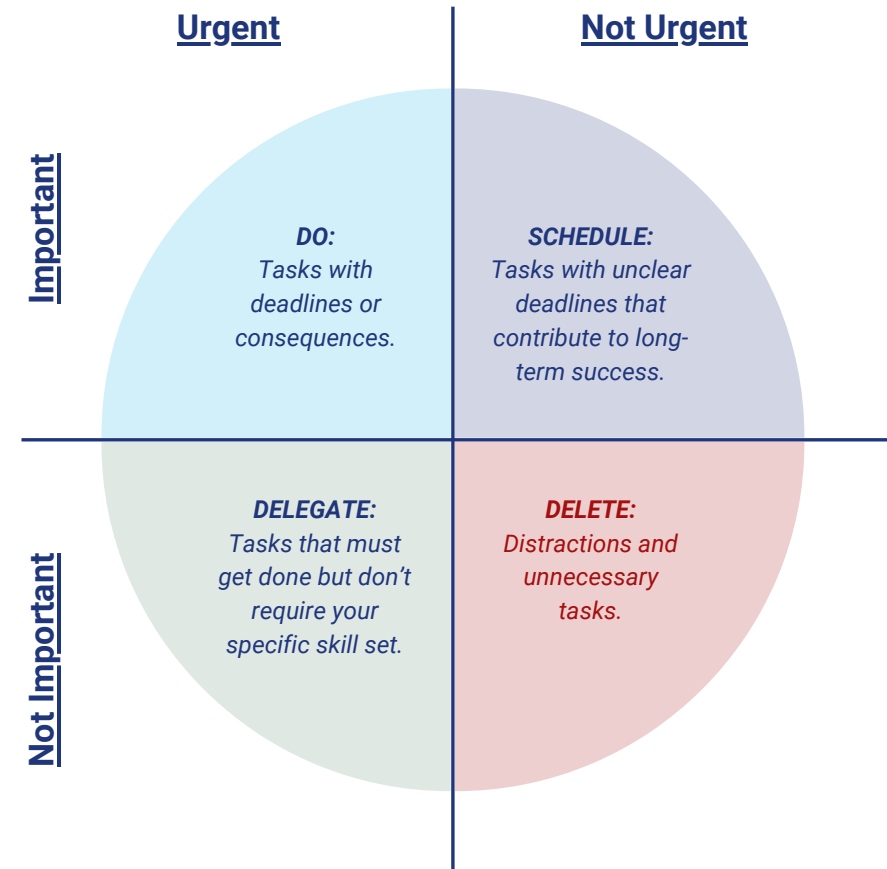 Urgent
Not Urgent
Important
DO:
Tasks with
deadlines or
consequences.
SCHEDULE:
Tasks with unclear
deadlines that
contribute to long-
term success.
Not Important
DELEGATE:
Tasks that must
get done but don’t
require your
specific skill set.
DELETE:
Distractions and
unnecessary
tasks.